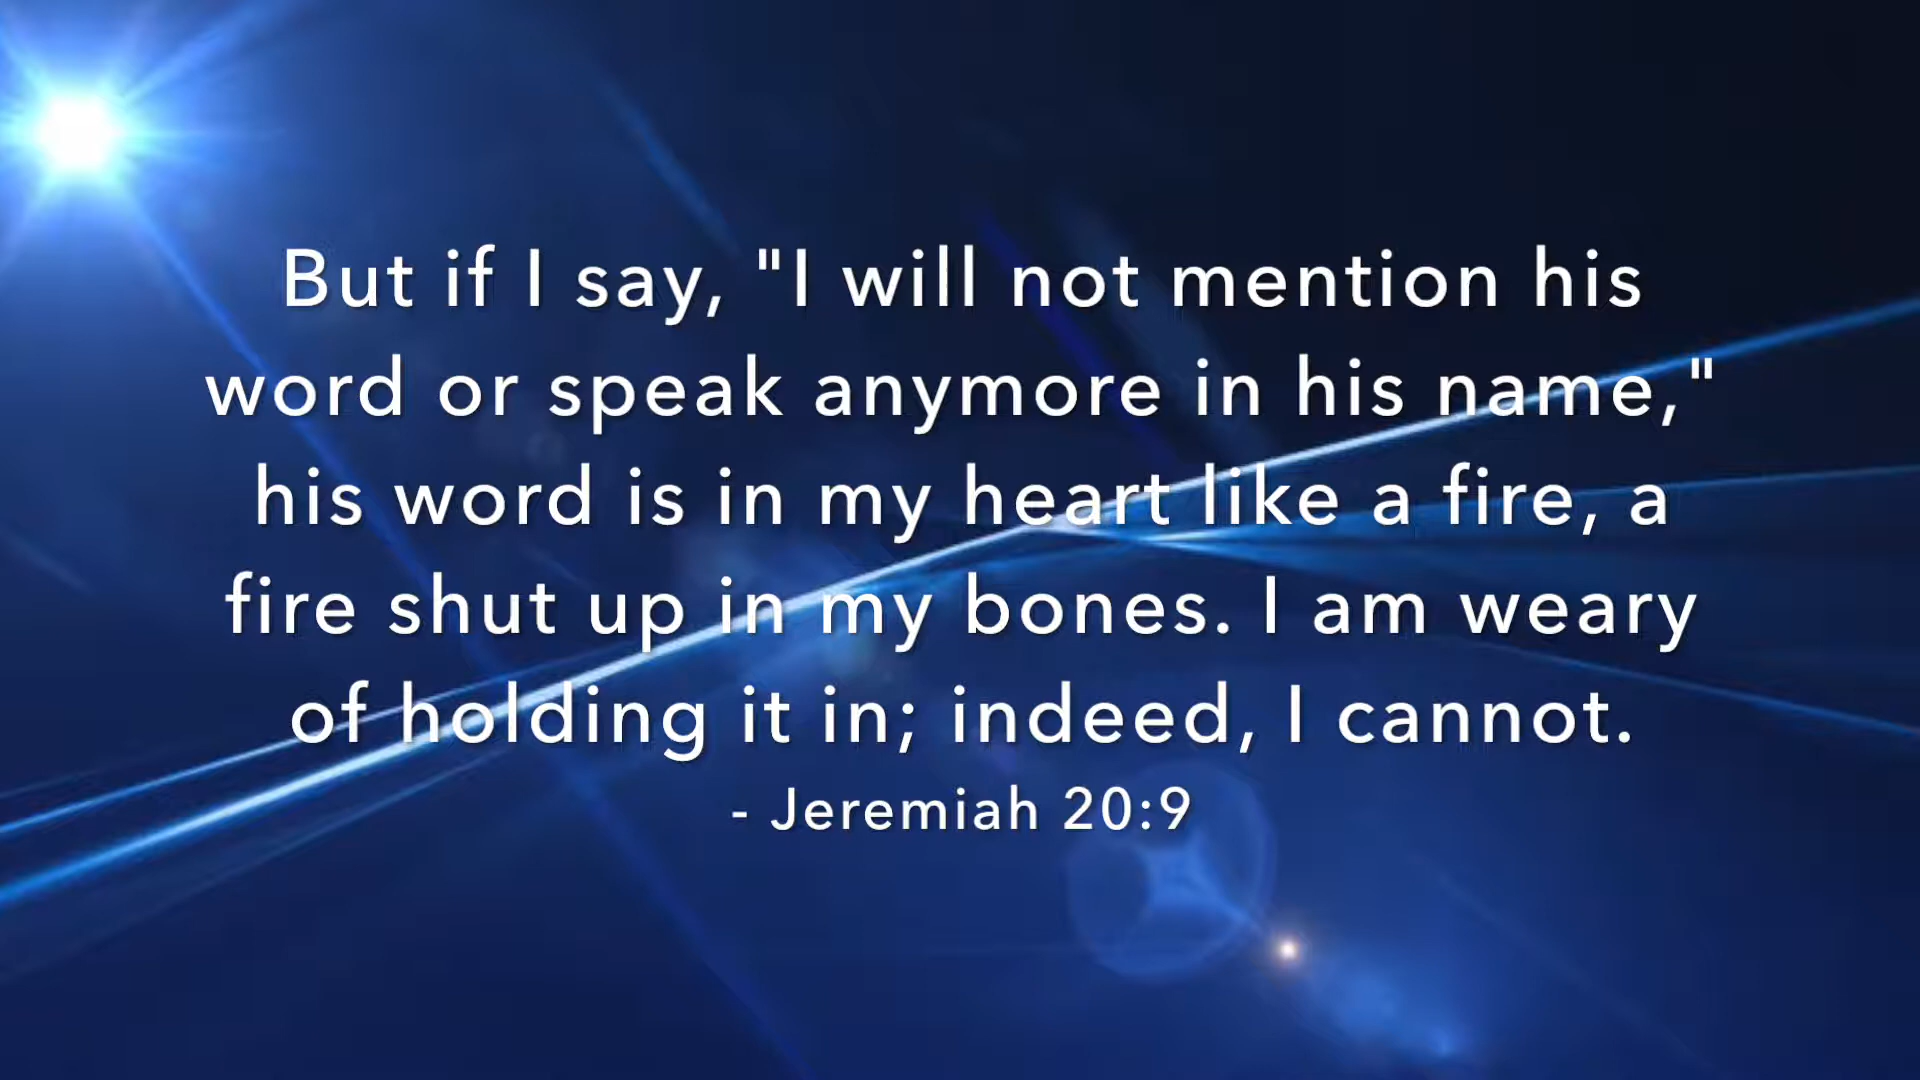 But if I say, "I will not mention his
word or speak anymore in his name,"
his word is in my heart like a fire, a
fire shut up in my bones. I am weary
of holding it in; indeed, I cannot.
- Jeremiah 20:9